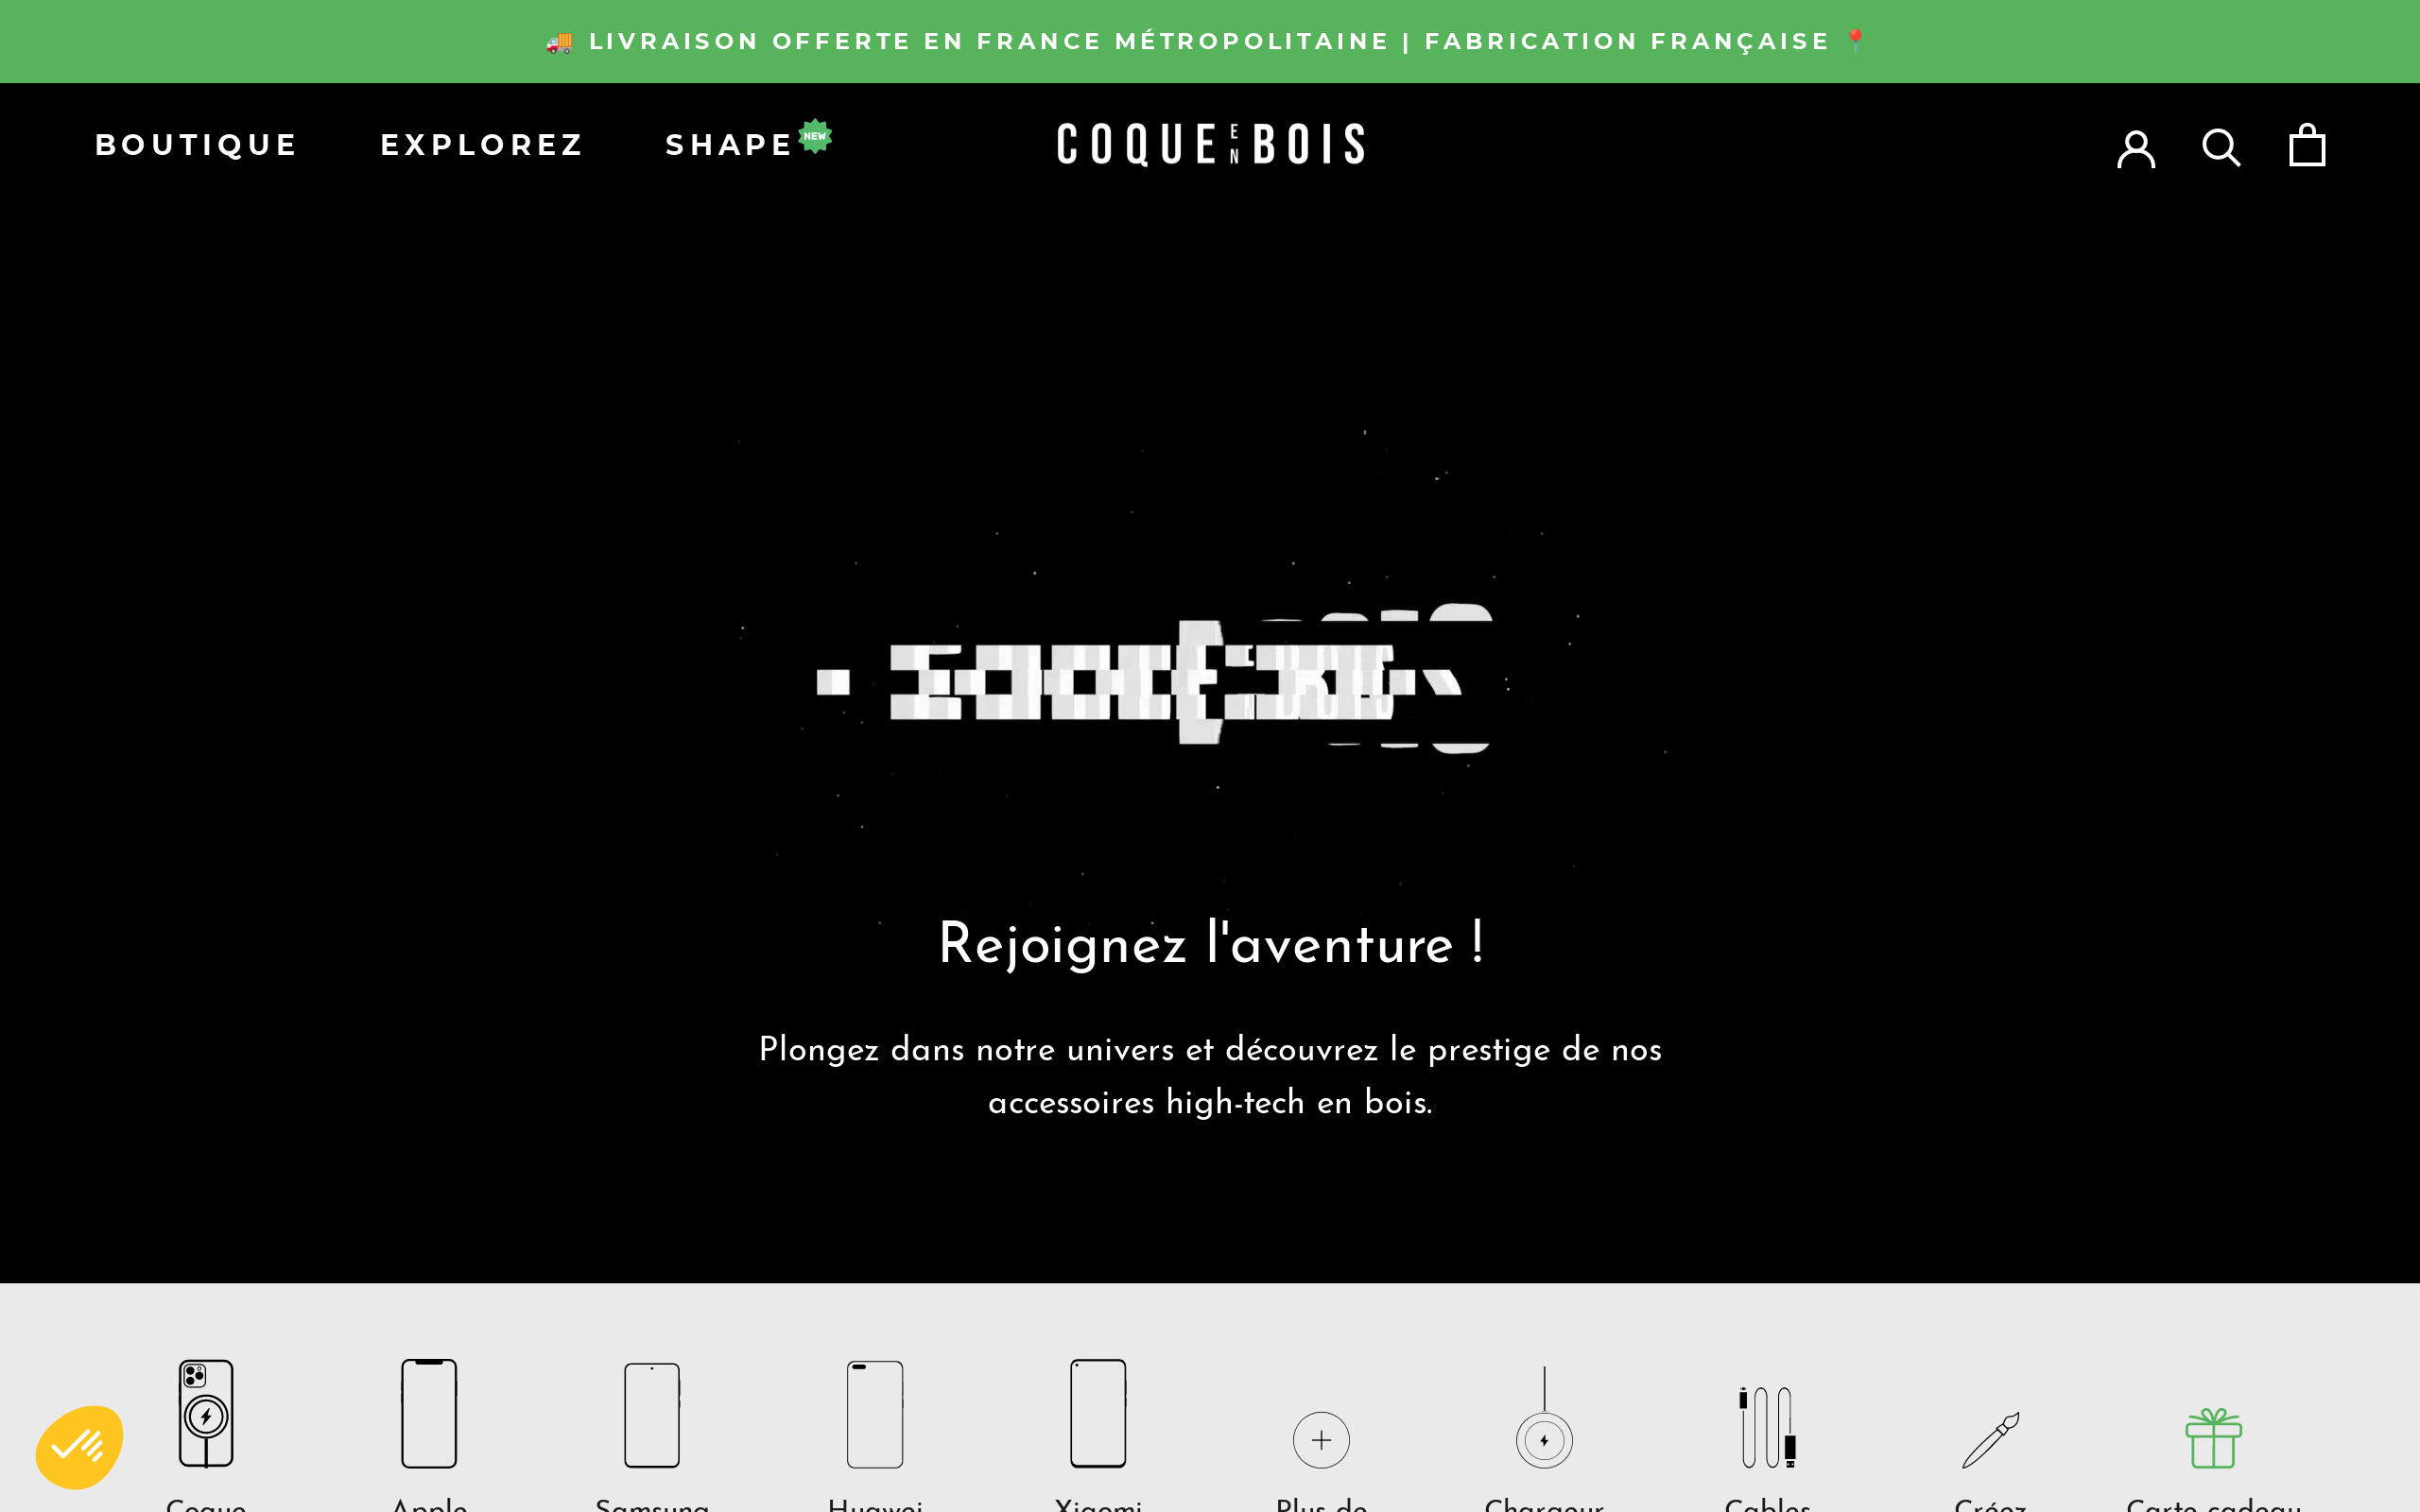 🚚 LIVRAISON OFFERTE EN FRANCE MÉTROPOLITAINE | FABRICATION FRANÇAISE 📍
BOUTIQUE EXPLOREZ SHAPE NEW COQUE EN BOIS
Rejoignez l'aventure !
Plongez dans notre univers et découvrez le prestige de nos
accessoires high-tech en bois.
Coque Apple Samsung Huawei Xiaomi Plus de Chargeur Cables Créez Carte cadeau